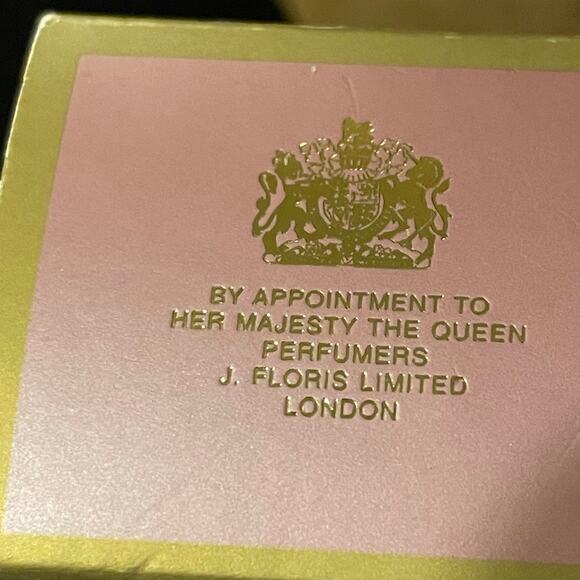 BY APPOINTMENT TO
HER MAJESTY THE QUEEN
PERFUMERS
J. FLORIS LIMITED
LONDON